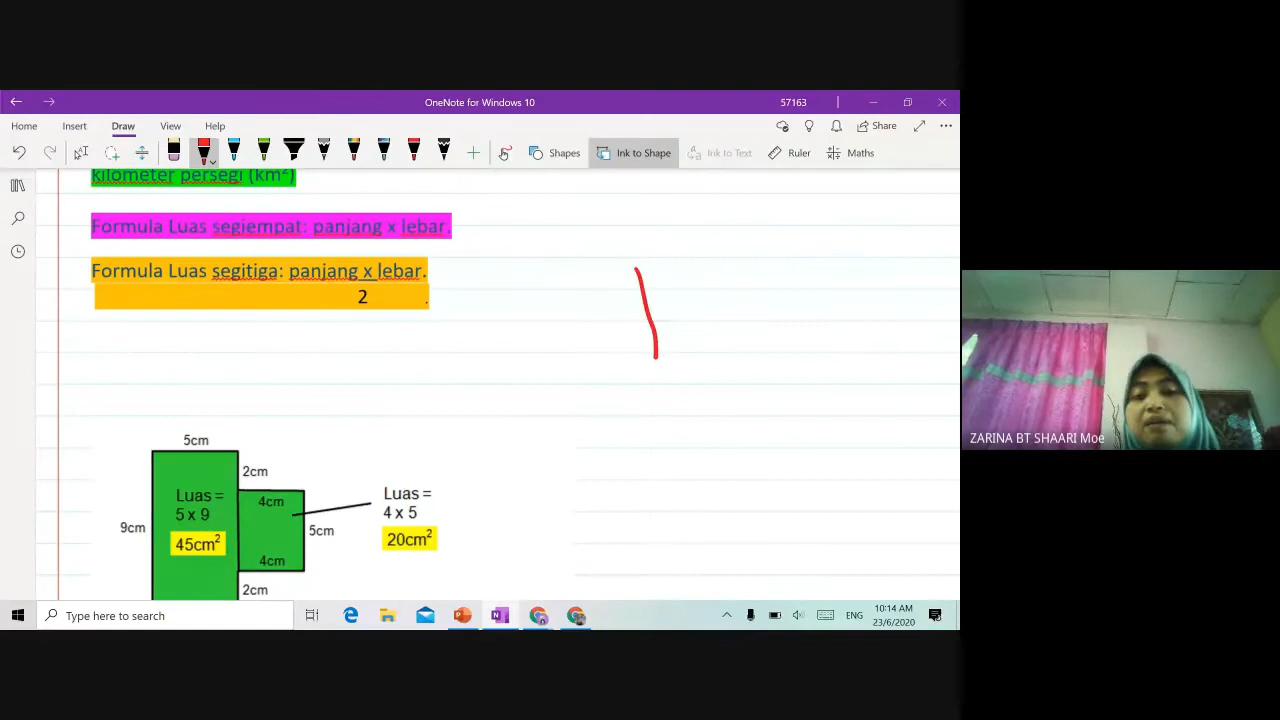 OneNote for Windows 10
57163
Home Insert Draw View Help
Share
Shapes
Ink to Shape
Ink to Text
Ruler
Maths
kilometer persegi (km²)
Formula Luas segiempat: panjang x lebar.
Formula Luas segitiga: panjang x lebar.
2 .
5cm
2cm
Luas =
5 x 9
45cm²
9cm
4cm
5cm
4cm
2cm
Luas =
4 x 5
20cm²
ZARINA BT SHAARI Moe
Type here to search
ENG
10:14 AM
23/6/2020